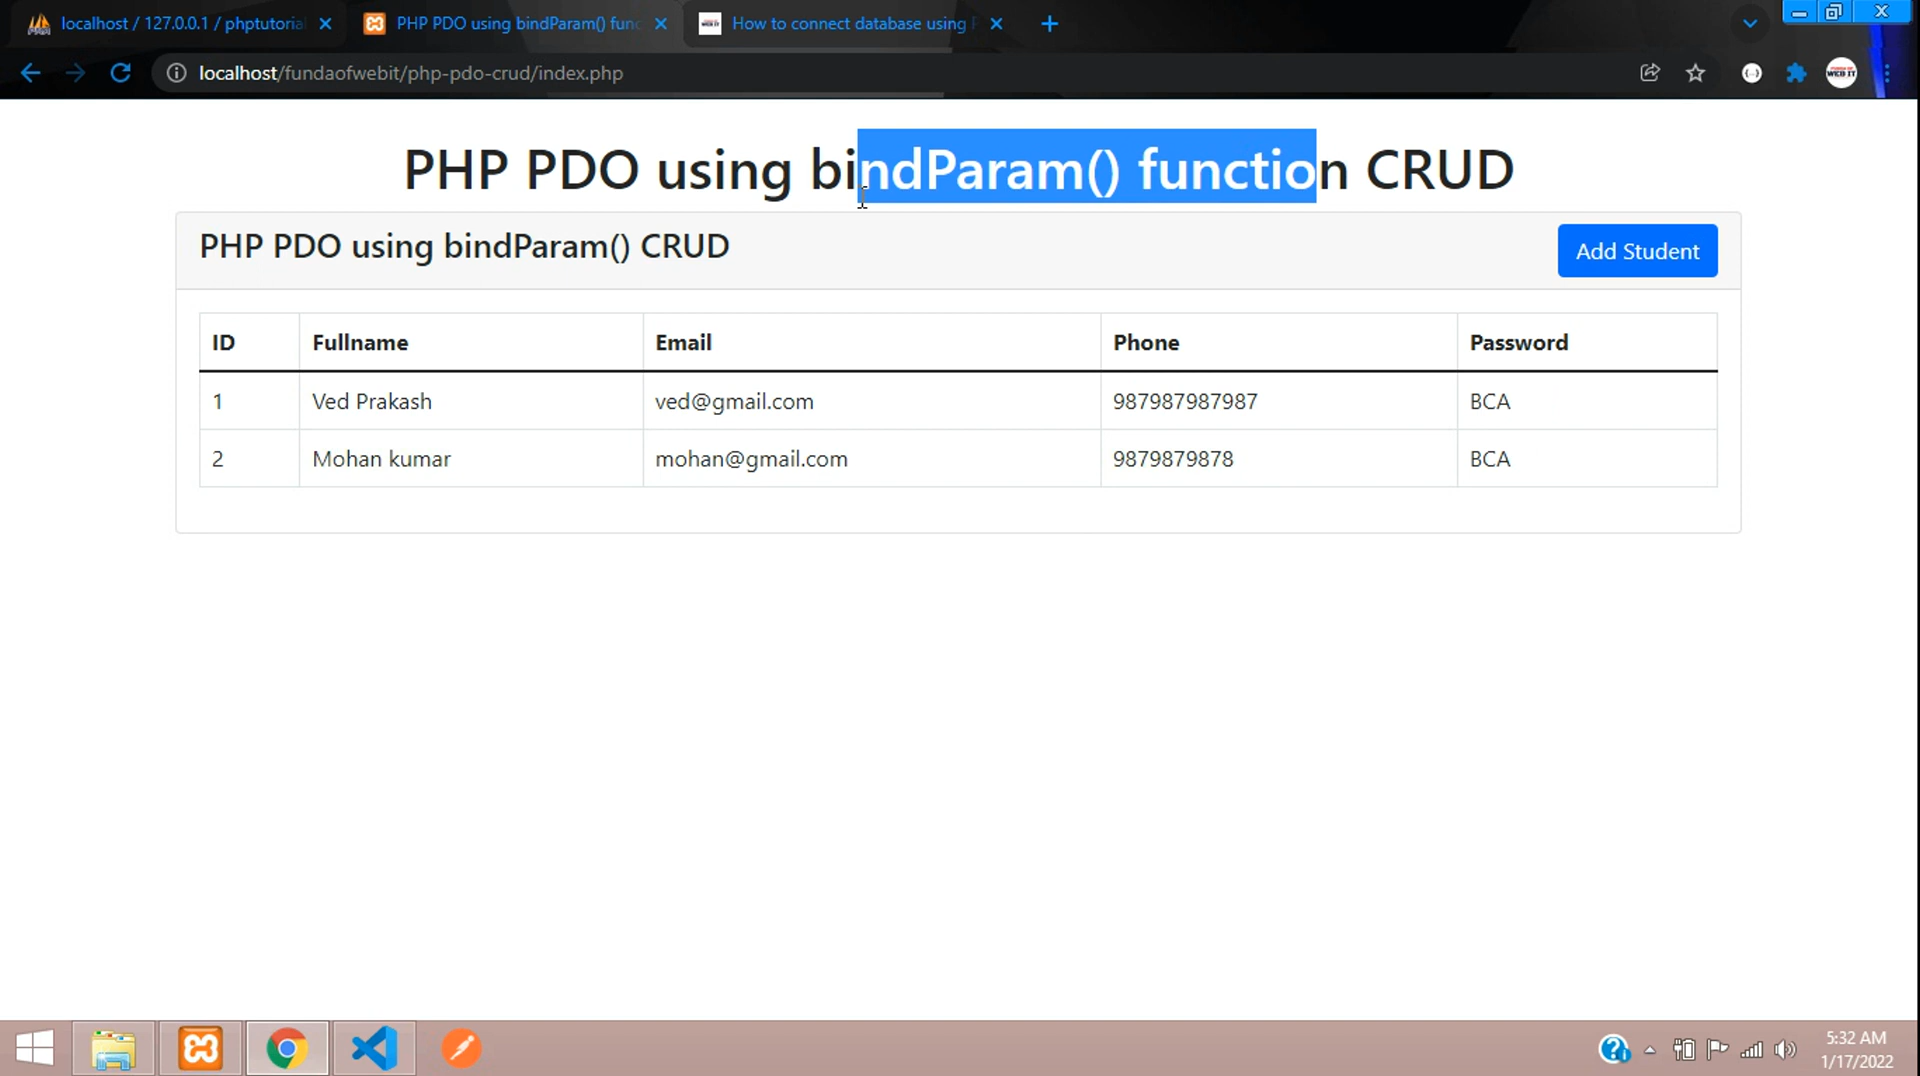 localhost / 127.0.0.1 / phptutorial
PHP PDO using bindParam() func
How to connect database using P
localhost/fundaofwebit/php-pdo-crud/index.php
WEB IT
PHP PDO using bindParam() function CRUD
PHP PDO using bindParam() CRUD
Add Student
ID Fullname Email Phone Password
1 Ved Prakash ved@gmail.com 987987987987 BCA
2 Mohan kumar mohan@gmail.com 9879879878 BCA
5:32 AM
1/17/2022